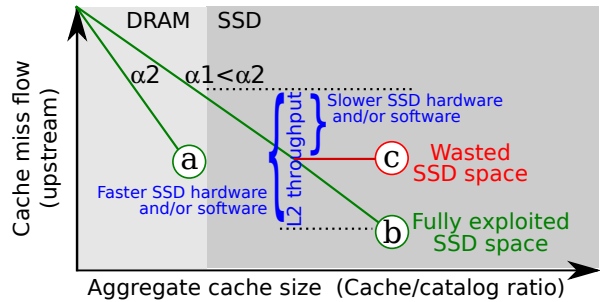 DRAM SSD
α2 α1<α2
Cache miss flow
(upstream)
Slower SSD hardware
and/or software
L2 throughput
a
c
Wasted
SSD space
Faster SSD hardware
and/or software
b
Fully exploited
SSD space
Aggregate cache size (Cache/catalog ratio)